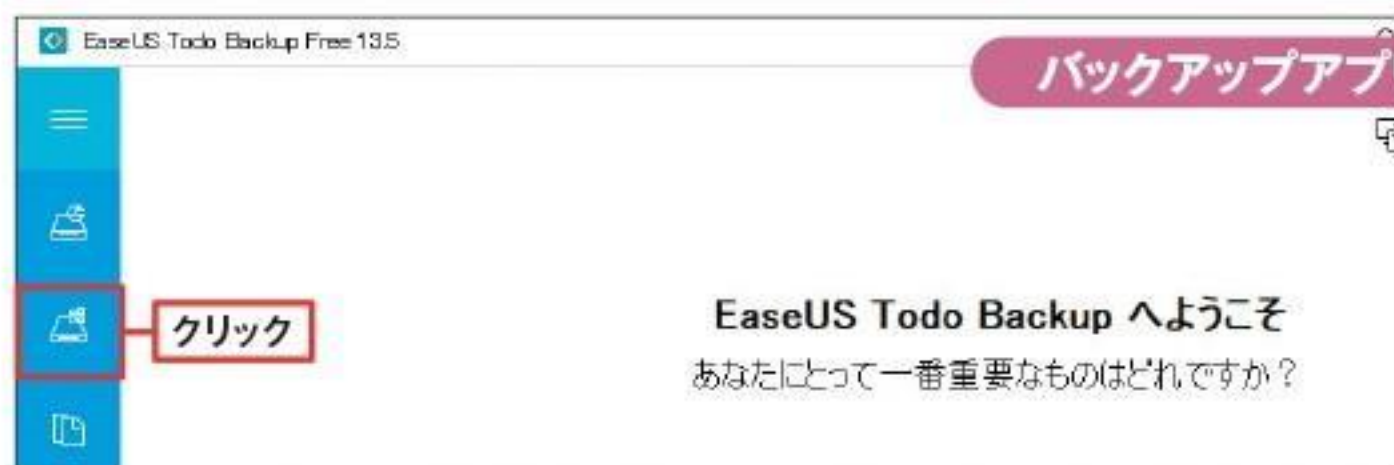 EaseUS Todo Backup Free 13.5
バックアップアプ
クリック
EaseUS Todo Backup へようこそ
あなたにとって一番重要なものはどれですか？